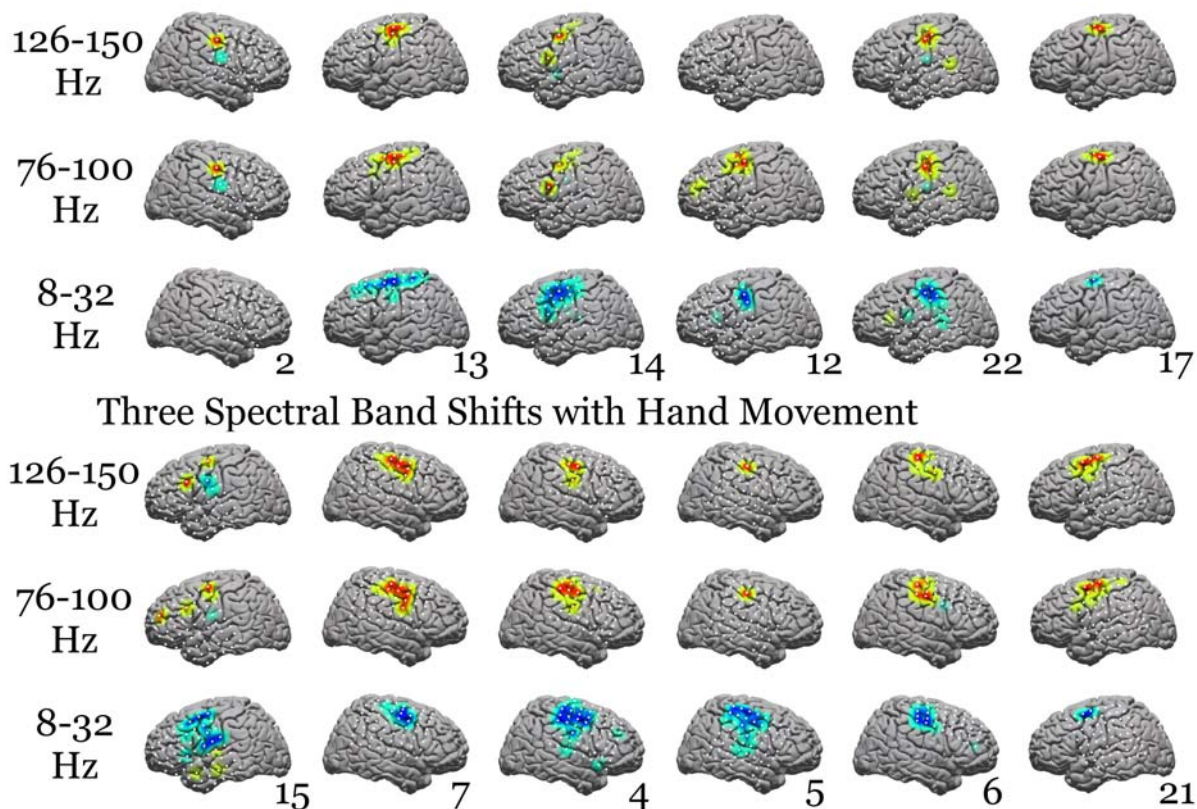 126-150
Hz
76-100
Hz
8-32
Hz
2 13 14 12 22 17
Three Spectral Band Shifts with Hand Movement
126-150
Hz
76-100
Hz
8-32
Hz
15 7 4 5 6 21